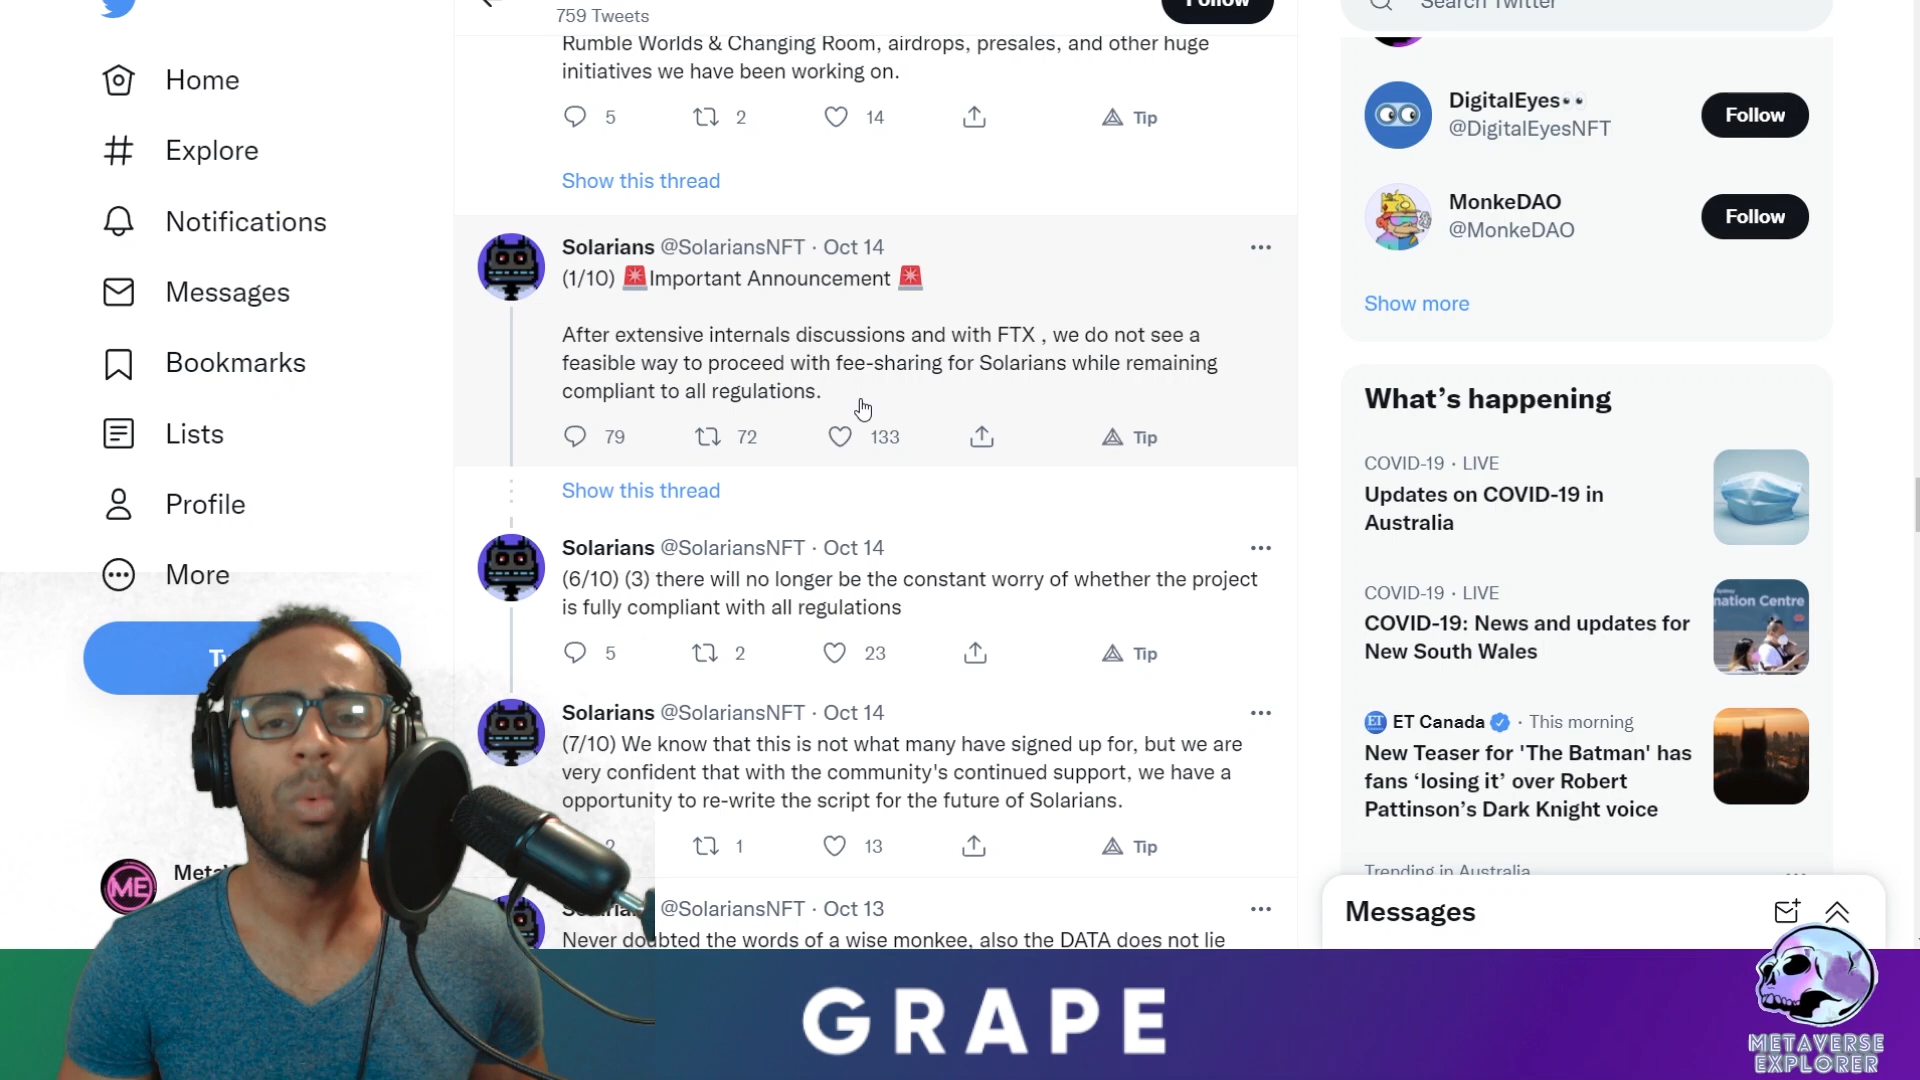 759 Tweets
Follow
Search Twitter
Home
Explore
Notifications
Messages
Bookmarks
Lists
Profile
More
Tw
Meta
ME
Rumble Worlds & Changing Room, airdrops, presales, and other huge
initiatives we have been working on.
5 2 14 Tip
Show this thread
Solarians @SolariansNFT · Oct 14
(1/10) 🚨Important Announcement 🚨
After extensive internals discussions and with FTX , we do not see a
feasible way to proceed with fee-sharing for Solarians while remaining
compliant to all regulations.
79 72 133 Tip
Show this thread
Solarians @SolariansNFT · Oct 14
(6/10) (3) there will no longer be the constant worry of whether the project
is fully compliant with all regulations
5 2 23 Tip
Solarians @SolariansNFT · Oct 14
(7/10) We know that this is not what many have signed up for, but we are
very confident that with the community's continued support, we have a
opportunity to re-write the script for the future of Solarians.
2 1 13 Tip
Solarians @SolariansNFT · Oct 13
Never doubted the words of a wise monkee, also the DATA does not lie
DigitalEyes👀
@DigitalEyesNFT
Follow
MonkeDAO
@MonkeDAO
Follow
Show more
What's happening
COVID-19 · LIVE
Updates on COVID-19 in
Australia
COVID-19 · LIVE
COVID-19: News and updates for
New South Wales
nation Centre
ET ET Canada · This morning
New Teaser for 'The Batman' has
fans ‘losing it’ over Robert
Pattinson’s Dark Knight voice
Trending in Australia
Messages
GRAPE
METAVERSE
EXPLORER